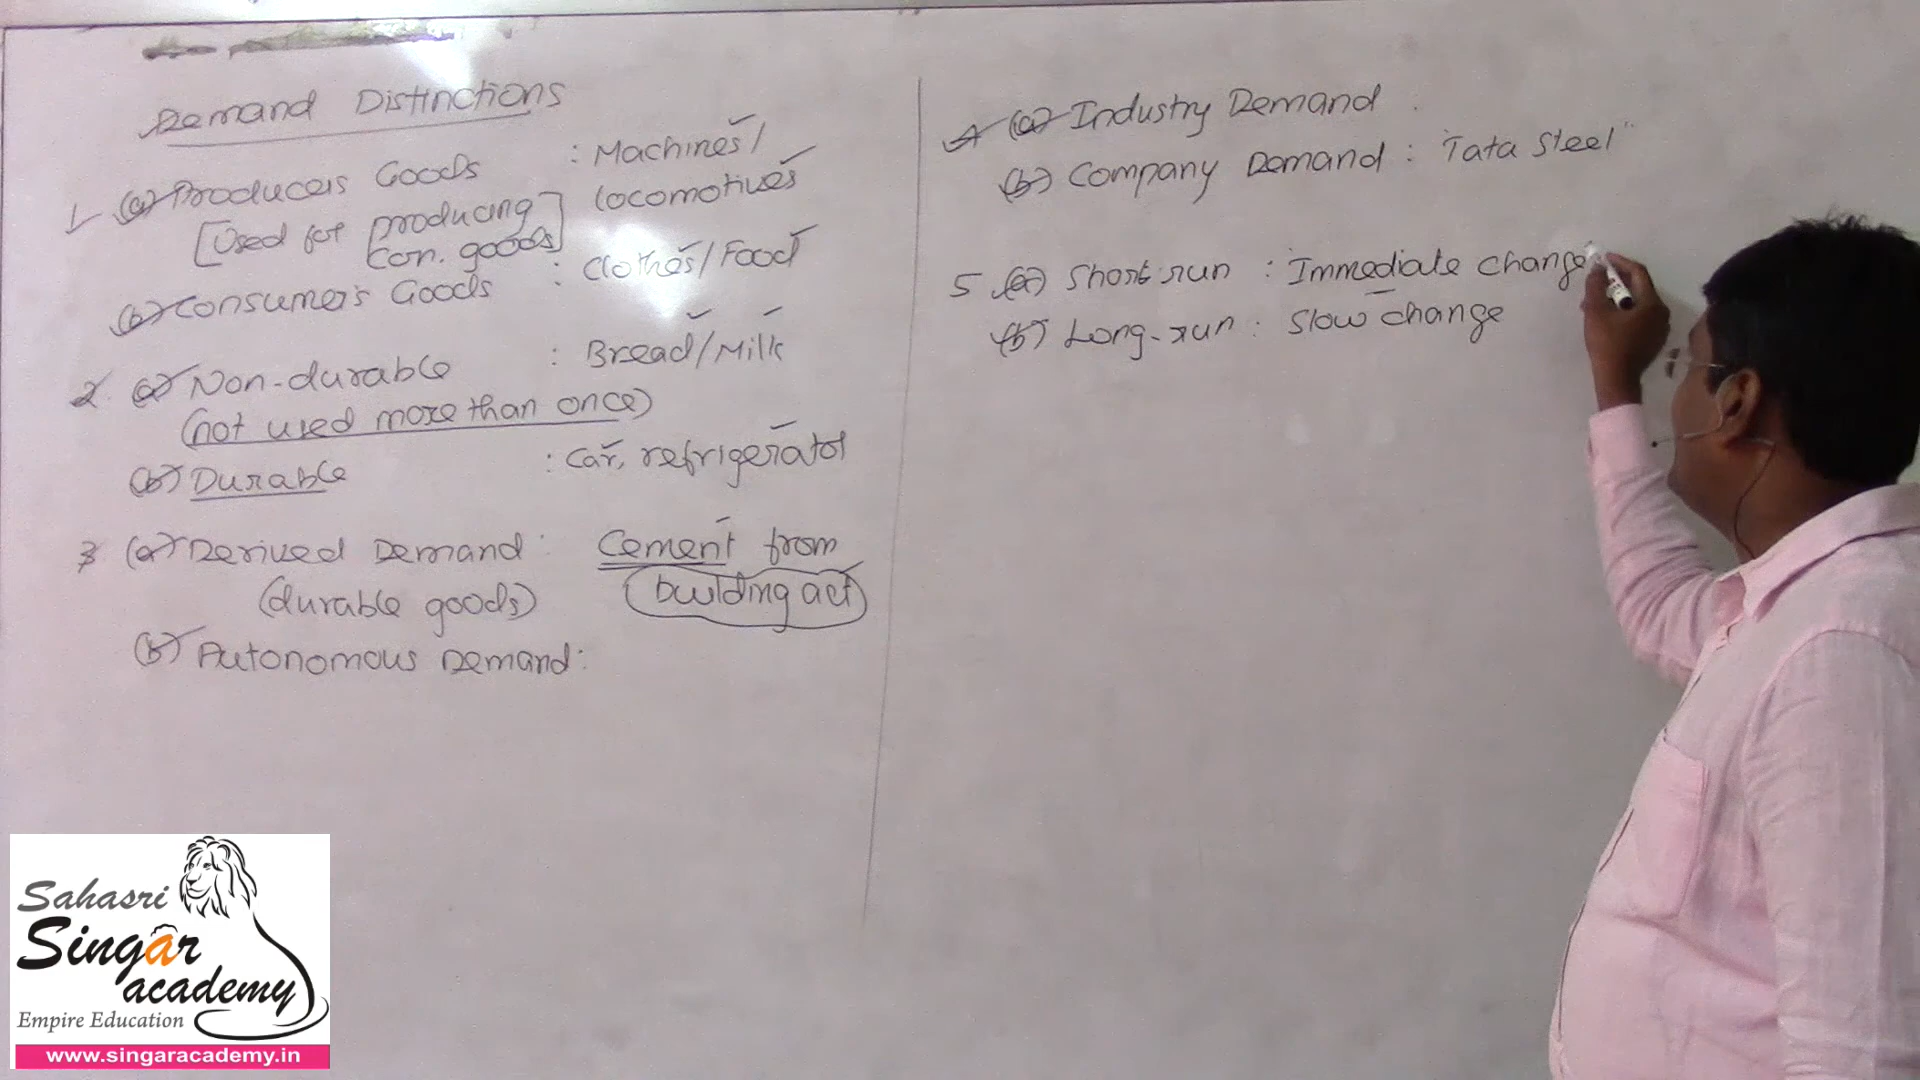 Demand Distinctions
1 (a) Producers Goods : Machines/
[Used for producing con. goods] locomotives
(b) Consumer's Goods : Clothes/Food
2. (a) Non-durable : Bread/Milk
(not used more than once)
(b) Durable : Car, refrigerator
3 (a) Derived Demand : Cement from
(durable goods) building act
(b) Autonomous Demand :
4 (a) Industry Demand
(b) Company Demand : "Tata Steel"
5 (a) Short-run : Immediate change
(b) Long-run : Slow change
Sahasri
Singar
academy
Empire Education
www.singaracademy.in